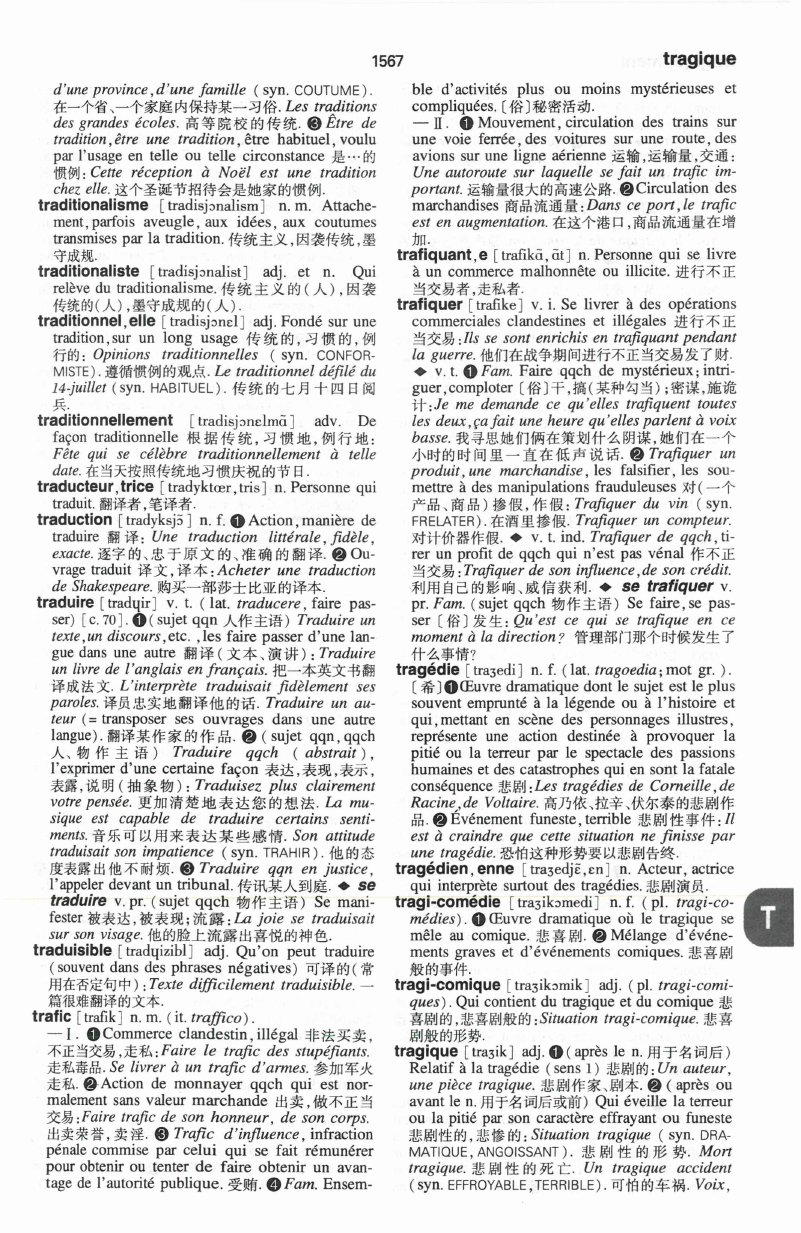 1567
tragique
d'une province, d'une famille ( syn. COUTUME ).
在一个省、一个家庭内保持某一习俗. Les traditions
des grandes écoles. 高等院校的传统. ❸ Être de
tradition, être une tradition, être habituel, voulu
par l'usage en telle ou telle circonstance 是…的
惯例: Cette réception à Noël est une tradition
chez elle. 这个圣诞节招待会是她家的惯例.
traditionalisme [ tradisjɔnalism ] n. m. Attache-
ment, parfois aveugle, aux idées, aux coutumes
transmises par la tradition. 传统主义,因袭传统,墨
守成规.
traditionaliste [ tradisjɔnalist ] adj. et n. Qui
relève du traditionalisme. 传统主义的(人),因袭
传统的(人),墨守成规的(人).
traditionnel, elle [ tradisjɔnɛl ] adj. Fondé sur une
tradition, sur un long usage 传统的,习惯的,例
行的: Opinions traditionnelles ( syn. CONFOR-
MISTE ). 遵循惯例的观点. Le traditionnel défilé du
14-juillet ( syn. HABITUEL ). 传统的七月十四日阅
兵.
traditionnellement [ tradisjɔnɛlmɑ̃ ] adv. De
façon traditionnelle 根据传统,习惯地,例行地:
Fête qui se célèbre traditionnellement à telle
date. 在当天按照传统地习惯庆祝的节日.
traducteur, trice [ tradyktœr, tris ] n. Personne qui
traduit. 翻译者,笔译者.
traduction [ tradyksjɔ̃ ] n. f. ❶ Action, manière de
traduire 翻译: Une traduction littérale, fidèle,
exacte. 逐字的、忠于原文的、准确的翻译. ❷ Ou-
vrage traduit 译文,译本: Acheter une traduction
de Shakespeare. 购买一部莎士比亚的译本.
traduire [ tradɥir ] v. t. ( lat. traducere, faire pas-
ser) [ c. 70 ]. ❶ ( sujet qqn 人作主语) Traduire un
texte, un discours, etc. , les faire passer d'une lan-
gue dans une autre 翻译(文本、演讲): Traduire
un livre de l'anglais en français. 把一本英文书翻
译成法文. L'interprète traduisait fidèlement ses
paroles. 译员忠实地翻译他的话. Traduire un au-
teur ( = transposer ses ouvrages dans une autre
langue). 翻译某作家的作品. ❷ ( sujet qqn, qqch
人、物作主语) Traduire qqch ( abstrait ),
l'exprimer d'une certaine façon 表达,表现,表示,
表露,说明(抽象物): Traduisez plus clairement
votre pensée. 更加清楚地表达您的想法. La mu-
sique est capable de traduire certains senti-
ments. 音乐可以用来表达某些感情. Son attitude
traduisait son impatience ( syn. TRAHIR ). 他的态
度表露出他不耐烦. ❸ Traduire qqn en justice,
l'appeler devant un tribunal. 传讯某人到庭. ◆ se
traduire v. pr. ( sujet qqch 物作主语) Se mani-
fester 被表达,被表现;流露: La joie se traduisait
sur son visage. 他的脸上流露出喜悦的神色.
traduisible [ tradɥizibl ] adj. Qu'on peut traduire
( souvent dans des phrases négatives) 可译的(常
用在否定句中): Texte difficilement traduisible. 一
篇很难翻译的文本.
trafic [ trafik ] n. m. ( it. traffico ).
— Ⅰ. ❶ Commerce clandestin, illégal 非法买卖,
不正当交易,走私: Faire le trafic des stupéfiants.
走私毒品. Se livrer à un trafic d'armes. 参加军火
走私. ❷ Action de monnayer qqch qui est nor-
malement sans valeur marchande 出卖,做不正当
交易: Faire trafic de son honneur, de son corps.
出卖荣誉,卖淫. ❸ Trafic d'influence, infraction
pénale commise par celui qui se fait rémunérer
pour obtenir ou tenter de faire obtenir un avan-
tage de l'autorité publique. 受贿. ❹ Fam. Ensem-
ble d'activités plus ou moins mystérieuses et
compliquées. 〔俗〕秘密活动.
— Ⅱ. ❶ Mouvement, circulation des trains sur
une voie ferrée, des voitures sur une route, des
avions sur une ligne aérienne 运输,运输量,交通:
Une autoroute sur laquelle se fait un trafic im-
portant. 运输量很大的高速公路. ❷ Circulation des
marchandises 商品流通量: Dans ce port, le trafic
est en augmentation. 在这个港口,商品流通量在增
加.
trafiquant, e [ trafikɑ̃, ɑ̃t ] n. Personne qui se livre
à un commerce malhonnête ou illicite. 进行不正
当交易者,走私者.
trafiquer [ trafike ] v. i. Se livrer à des opérations
commerciales clandestines et illégales 进行不正
当交易: Ils se sont enrichis en trafiquant pendant
la guerre. 他们在战争期间进行不正当交易发了财.
◆ v. t. ❶ Fam. Faire qqch de mystérieux; intri-
guer, comploter 〔俗〕干,搞(某种勾当);密谋,施诡
计: Je me demande ce qu'elles trafiquent toutes
les deux, ça fait une heure qu'elles parlent à voix
basse. 我寻思她们俩在策划什么阴谋,她们在一个
小时的时间里一直在低声说话. ❷ Trafiquer un
produit, une marchandise, les falsifier, les sou-
mettre à des manipulations frauduleuses 对(一个
产品、商品)掺假,作假: Trafiquer du vin ( syn.
FRELATER ). 在酒里掺假. Trafiquer un compteur.
对计价器作假. ◆ v. t. ind. Trafiquer de qqch, ti-
rer un profit de qqch qui n'est pas vénal 作不正
当交易: Trafiquer de son influence, de son crédit.
利用自己的影响、威信获利. ◆ se trafiquer v.
pr. Fam. ( sujet qqch 物作主语) Se faire, se pas-
ser 〔俗〕发生: Qu'est ce qui se trafique en ce
moment à la direction? 管理部门那个时候发生了
什么事情?
tragédie [ traʒedi ] n. f. ( lat. tragoedia; mot gr. ).
〔希〕❶ Œuvre dramatique dont le sujet est le plus
souvent emprunté à la légende ou à l'histoire et
qui, mettant en scène des personnages illustres,
représente une action destinée à provoquer la
pitié ou la terreur par le spectacle des passions
humaines et des catastrophes qui en sont la fatale
conséquence 悲剧: Les tragédies de Corneille, de
Racine, de Voltaire. 高乃依、拉辛、伏尔泰的悲剧作
品. ❷ Événement funeste, terrible 悲剧性事件: Il
est à craindre que cette situation ne finisse par
une tragédie. 恐怕这种形势要以悲剧告终.
tragédien, enne [ traʒedjɛ̃, ɛn ] n. Acteur, actrice
qui interprète surtout des tragédies. 悲剧演员.
tragi-comédie [ traʒikɔmedi ] n. f. ( pl. tragi-co-
médies). ❶ Œuvre dramatique où le tragique se
mêle au comique. 悲喜剧. ❷ Mélange d'événe-
ments graves et d'événements comiques. 悲喜剧
般的事件.
tragi-comique [ traʒikɔmik ] adj. ( pl. tragi-comi-
ques). Qui contient du tragique et du comique 悲
喜剧的,悲喜剧般的: Situation tragi-comique. 悲喜
剧般的形势.
tragique [ traʒik ] adj. ❶ ( après le n. 用于名词后)
Relatif à la tragédie ( sens 1) 悲剧的: Un auteur,
une pièce tragique. 悲剧作家、剧本. ❷ ( après ou
avant le n. 用于名词后或前) Qui éveille la terreur
ou la pitié par son caractère effrayant ou funeste
悲剧性的,悲惨的: Situation tragique ( syn. DRA-
MATIQUE, ANGOISSANT ). 悲剧性的形势. Mort
tragique. 悲剧性的死亡. Un tragique accident
( syn. EFFROYABLE, TERRIBLE ). 可怕的车祸. Voix,
T